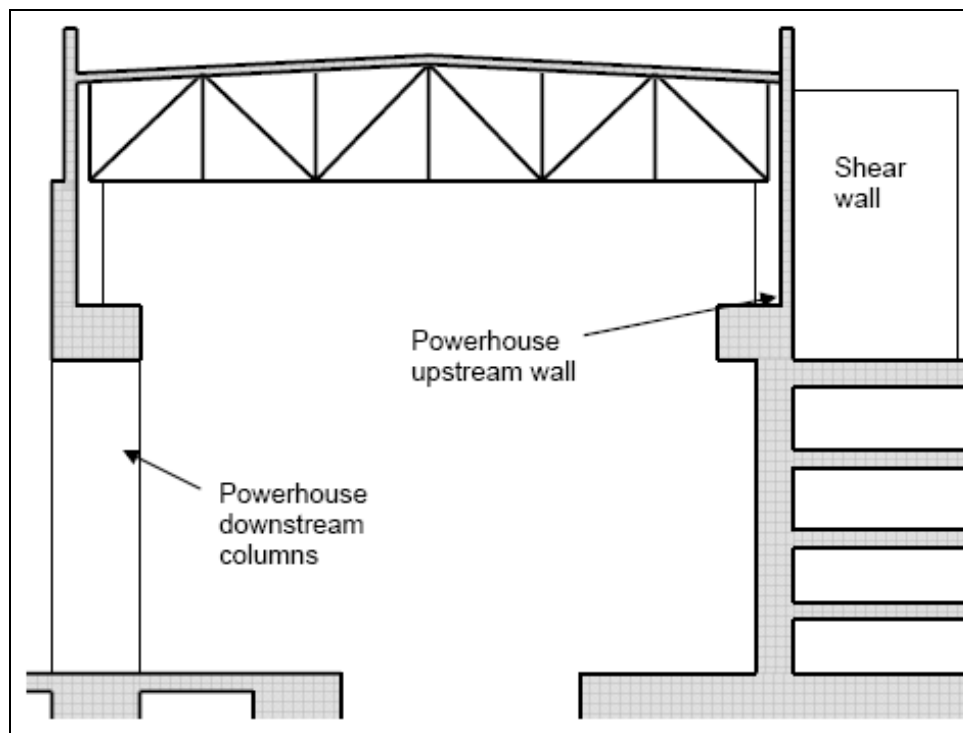 Shear
wall
Powerhouse
upstream wall
Powerhouse
downstream
columns